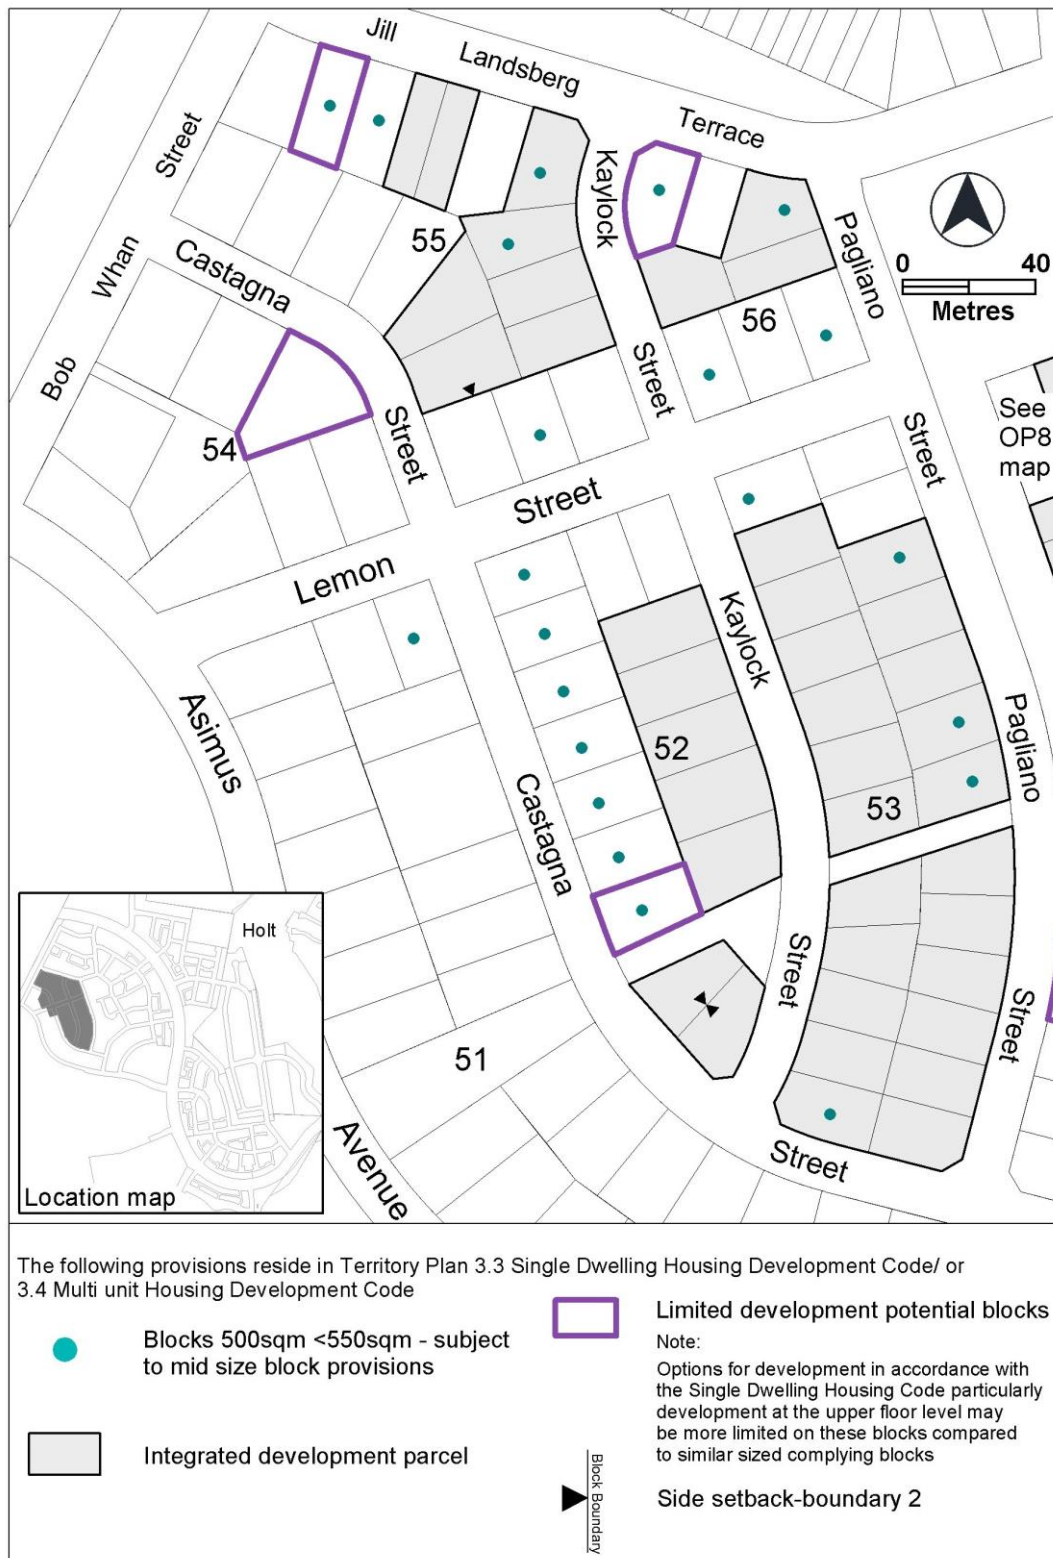 Jill
Landsberg
Terrace
Street
Kaylock
Pagliano
0 40
Metres
55
Whan
Castagna
56
Bob
Street
Street
See
OP8
map
54
Street
Street
Lemon
Kaylock
Asimus
52
Pagliano
Castagna
53
Holt
Street
Street
51
Avenue
Street
Location map
The following provisions reside in Territory Plan 3.3 Single Dwelling Housing Development Code/ or
3.4 Multi unit Housing Development Code
Blocks 500sqm <550sqm - subject
to mid size block provisions
Limited development potential blocks
Note:
Options for development in accordance with
the Single Dwelling Housing Code particularly
development at the upper floor level may
be more limited on these blocks compared
to similar sized complying blocks
Integrated development parcel
Block Boundary
Side setback-boundary 2